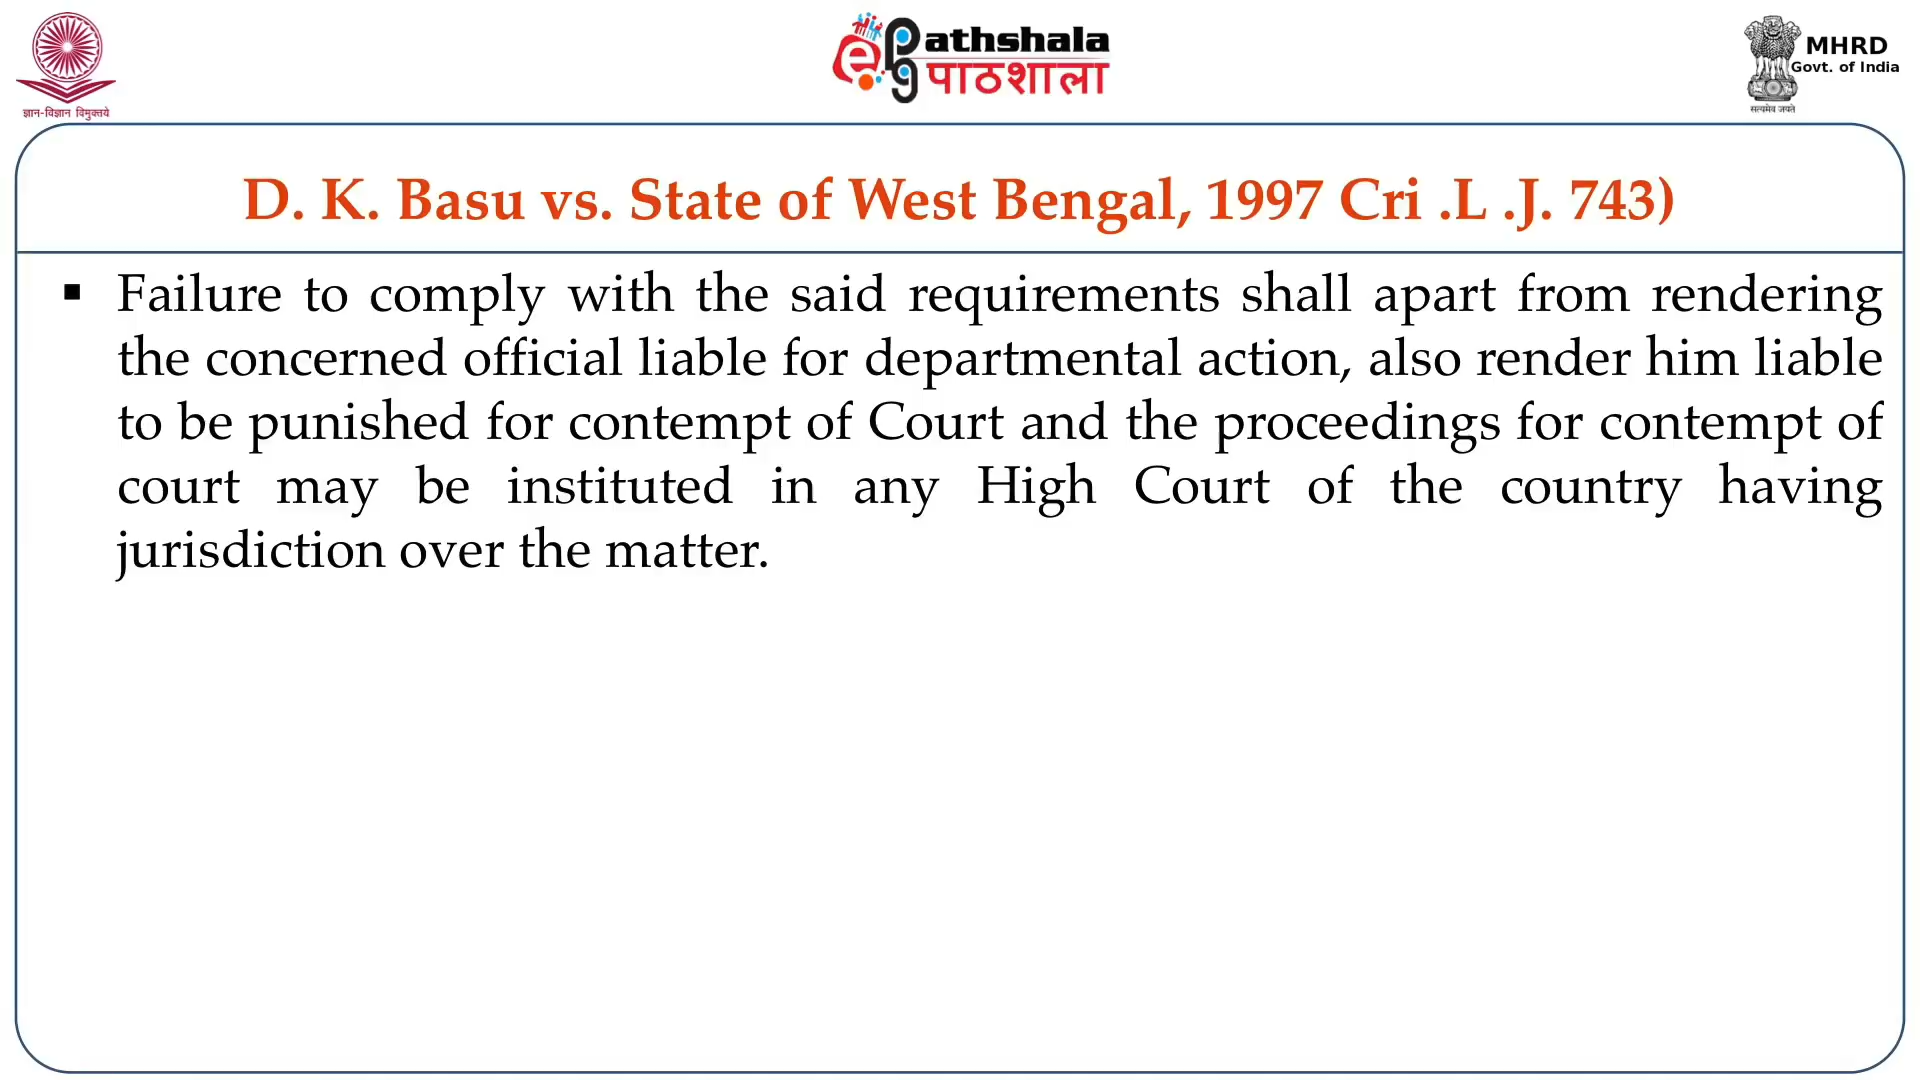 ज्ञान-विज्ञान विमुक्तये
e
pg
Pathshala
पाठशाला
MHRD
Govt. of India
सत्यमेव जयते
D. K. Basu vs. State of West Bengal, 1997 Cri .L .J. 743)
▪ Failure to comply with the said requirements shall apart from rendering
the concerned official liable for departmental action, also render him liable
to be punished for contempt of Court and the proceedings for contempt of
court may be instituted in any High Court of the country having
jurisdiction over the matter.